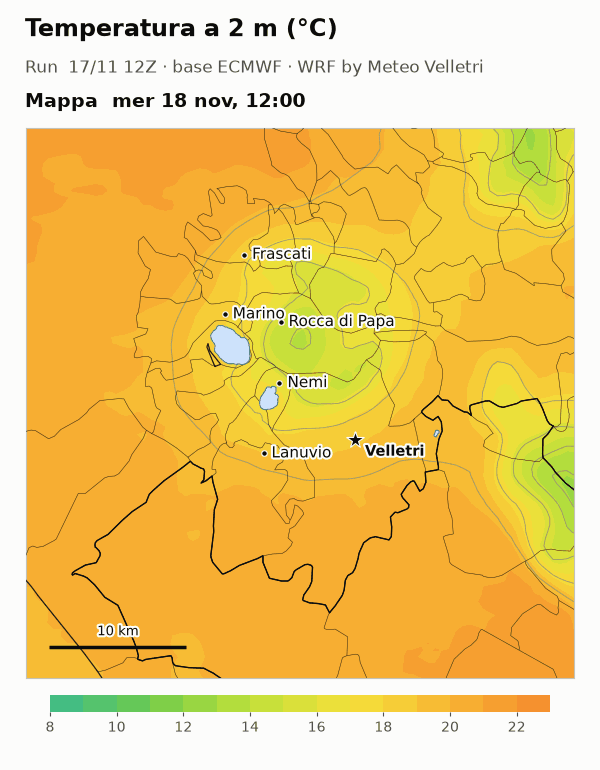 Temperatura a 2 m (°C)
Run  17/11 12Z · base ECMWF · WRF by Meteo Velletri
Mappa  mer 18 nov, 12:00
Frascati
Marino
Rocca di Papa
Nemi
Velletri
Lanuvio
10 km
8 10 12 14 16 18 20 22